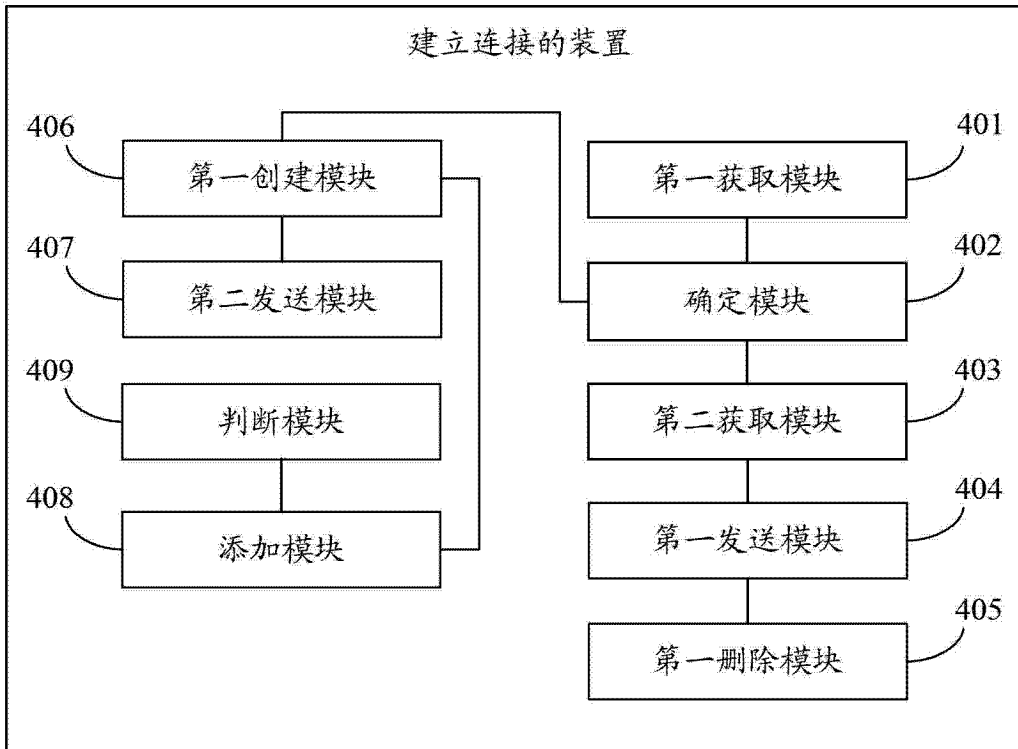 建立连接的装置
406
第一创建模块
407
第二发送模块
409
判断模块
408
添加模块
401
第一获取模块
402
确定模块
403
第二获取模块
404
第一发送模块
405
第一删除模块